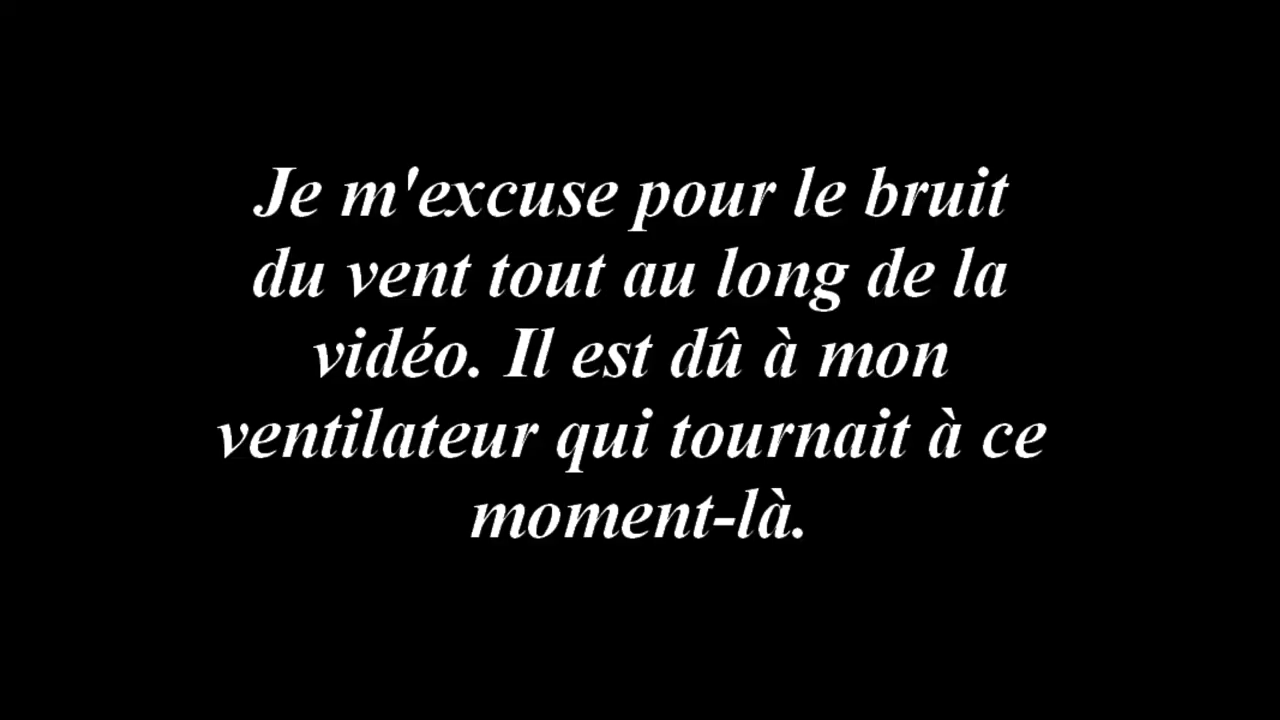 Je m'excuse pour le bruit
du vent tout au long de la
vidéo. Il est dû à mon
ventilateur qui tournait à ce
moment-là.